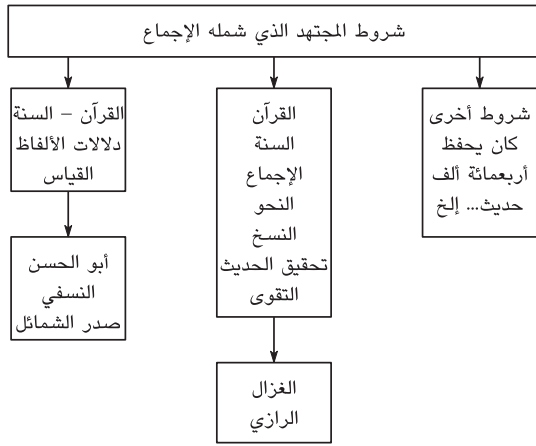 شروط المجتهد الذي شمله الإجماع
شروط أخرى
كان يحفظ
أربعمائة ألف
حديث... إلخ
القرآن
السنة
الإجماع
النحو
النسخ
تحقيق الحديث
التقوى
الغزال
الرازي
القرآن – السنة
دلالات الألفاظ
القياس
أبو الحسن
النسفي
صدر الشمائل